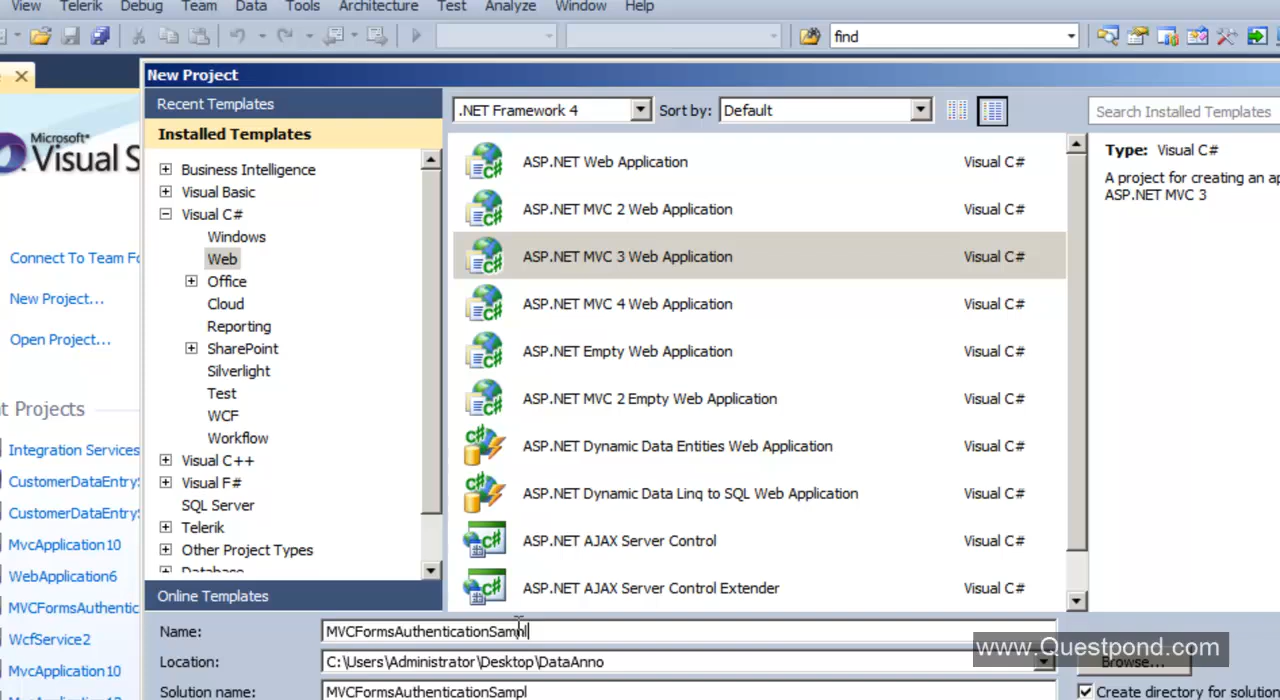 View Telerik Debug Team Data Tools Architecture Test Analyze Window Help
find
New Project
Recent Templates
Installed Templates
.NET Framework 4
Sort by: Default
Search Installed Templates
Microsoft®
Visual S
Connect To Team Fo
New Project...
Open Project...
t Projects
Integration Services
CustomerDataEntryS
CustomerDataEntryS
MvcApplication10
WebApplication6
MVCFormsAuthentic
WcfService2
MvcApplication10
Business Intelligence
Visual Basic
Visual C#
Windows
Web
Office
Cloud
Reporting
SharePoint
Silverlight
Test
WCF
Workflow
Visual C++
Visual F#
SQL Server
Telerik
Other Project Types
Database
Online Templates
ASP.NET Web Application Visual C#
ASP.NET MVC 2 Web Application Visual C#
ASP.NET MVC 3 Web Application Visual C#
ASP.NET MVC 4 Web Application Visual C#
ASP.NET Empty Web Application Visual C#
ASP.NET MVC 2 Empty Web Application Visual C#
ASP.NET Dynamic Data Entities Web Application Visual C#
ASP.NET Dynamic Data Linq to SQL Web Application Visual C#
ASP.NET AJAX Server Control Visual C#
ASP.NET AJAX Server Control Extender Visual C#
Type: Visual C#
A project for creating an ap
ASP.NET MVC 3
Name: MVCFormsAuthenticationSampl
Location: C:\Users\Administrator\Desktop\DataAnno
Browse...
Solution name: MVCFormsAuthenticationSampl
Create directory for solution
www.Questpond.com